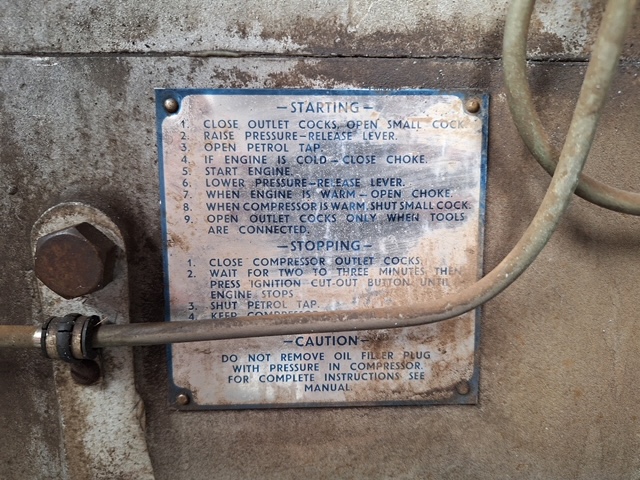 —STARTING—
1. CLOSE OUTLET COCKS, OPEN SMALL COCK.
2. RAISE PRESSURE—RELEASE LEVER.
3. OPEN PETROL TAP.
4. IF ENGINE IS COLD—CLOSE CHOKE.
5. START ENGINE.
6. LOWER PRESSURE—RELEASE LEVER.
7. WHEN ENGINE IS WARM—OPEN CHOKE.
8. WHEN COMPRESSOR IS WARM, SHUT SMALL COCK.
9. OPEN OUTLET COCKS ONLY WHEN TOOLS
ARE CONNECTED.
—STOPPING—
1. CLOSE COMPRESSOR OUTLET COCKS.
2. WAIT FOR TWO TO THREE MINUTES THEN
PRESS IGNITION CUT-OUT BUTTON UNTIL
ENGINE STOPS.
3. SHUT PETROL TAP.
4. KEEP
—CAUTION—
DO NOT REMOVE OIL FILLER PLUG
WITH PRESSURE IN COMPRESSOR.
FOR COMPLETE INSTRUCTIONS SEE
MANUAL.